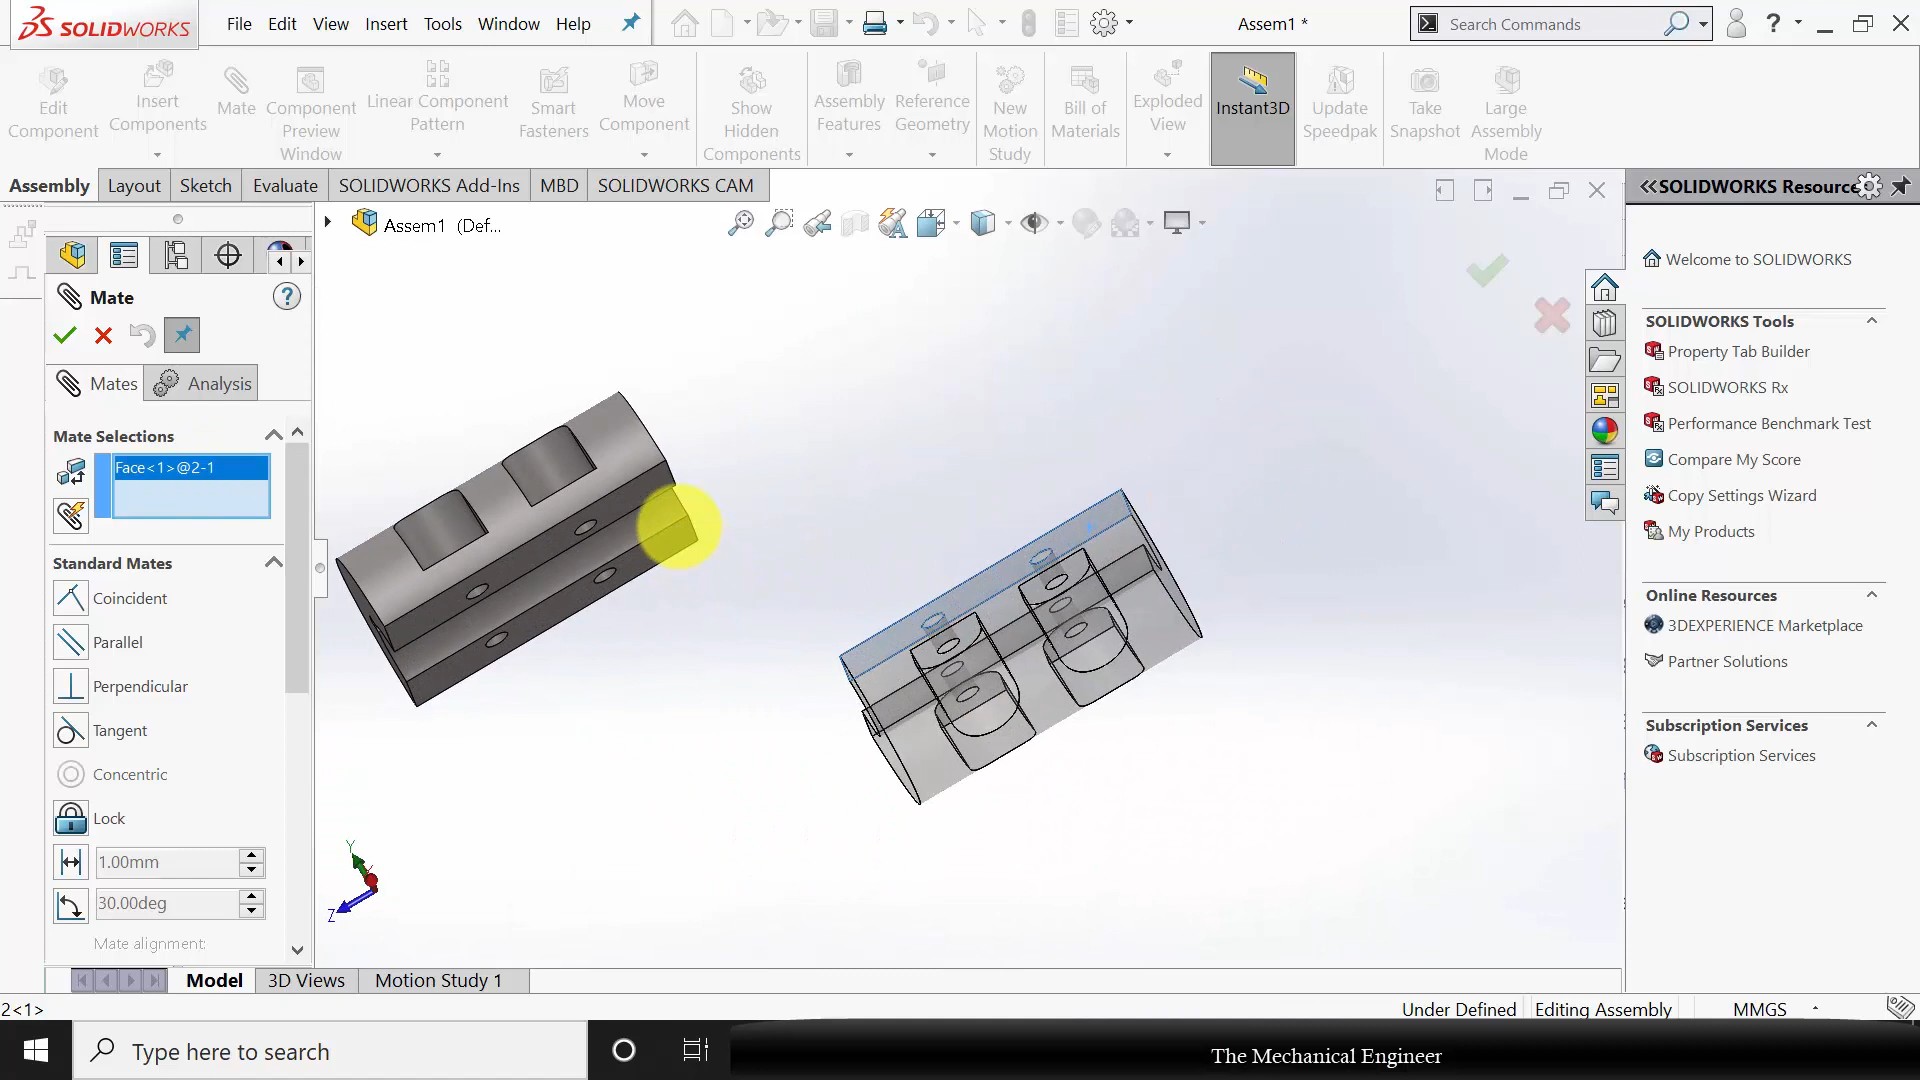 SOLIDWORKS
File Edit View Insert Tools Window Help
Assem1 *
Search Commands
?
Edit Component
Insert Components
Mate
Component Preview Window
Linear Component Pattern
Smart Fasteners
Move Component
Show Hidden Components
Assembly Features
Reference Geometry
New Motion Study
Bill of Materials
Exploded View
Instant3D
Update Speedpak
Take Snapshot
Large Assembly Mode
Assembly Layout Sketch Evaluate SOLIDWORKS Add-Ins MBD SOLIDWORKS CAM
Assem1 (Def...
SOLIDWORKS Resource
Mate
?
Mates Analysis
Mate Selections
Face<1>@2-1
Standard Mates
Coincident
Parallel
Perpendicular
Tangent
Concentric
Lock
1.00mm
30.00deg
Mate alignment:
Y
Z
Welcome to SOLIDWORKS
SOLIDWORKS Tools
Property Tab Builder
SOLIDWORKS Rx
Performance Benchmark Test
Compare My Score
Copy Settings Wizard
My Products
Online Resources
3DEXPERIENCE Marketplace
Partner Solutions
Subscription Services
Subscription Services
Model 3D Views Motion Study 1
2<1>
Under Defined Editing Assembly MMGS
Type here to search
The Mechanical Engineer